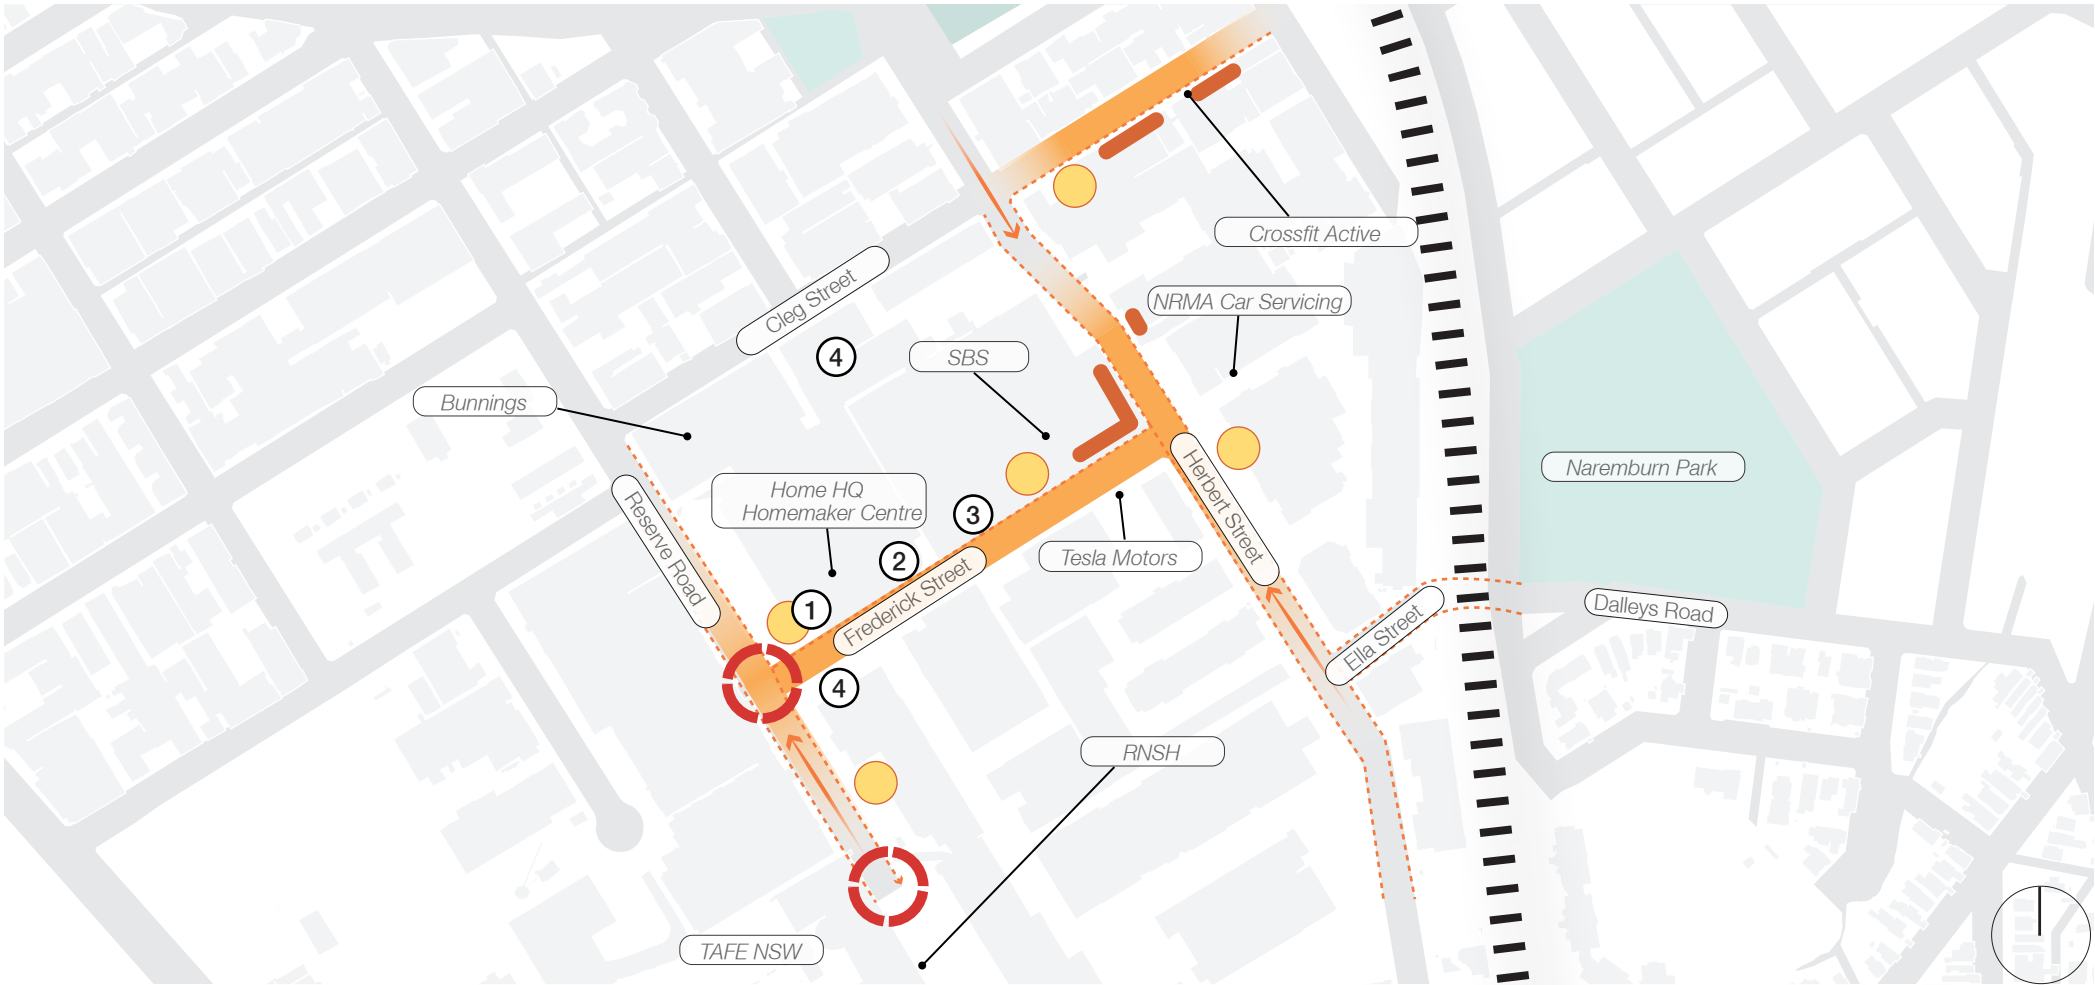 Crossfit Active
Cleg Street
NRMA Car Servicing
4
SBS
Bunnings
Naremburn Park
Home HQ
Homemaker Centre
Herbert Street
3
Reserve Road
2
Tesla Motors
Frederick Street
1
Ella Street
Dalleys Road
4
RNSH
TAFE NSW